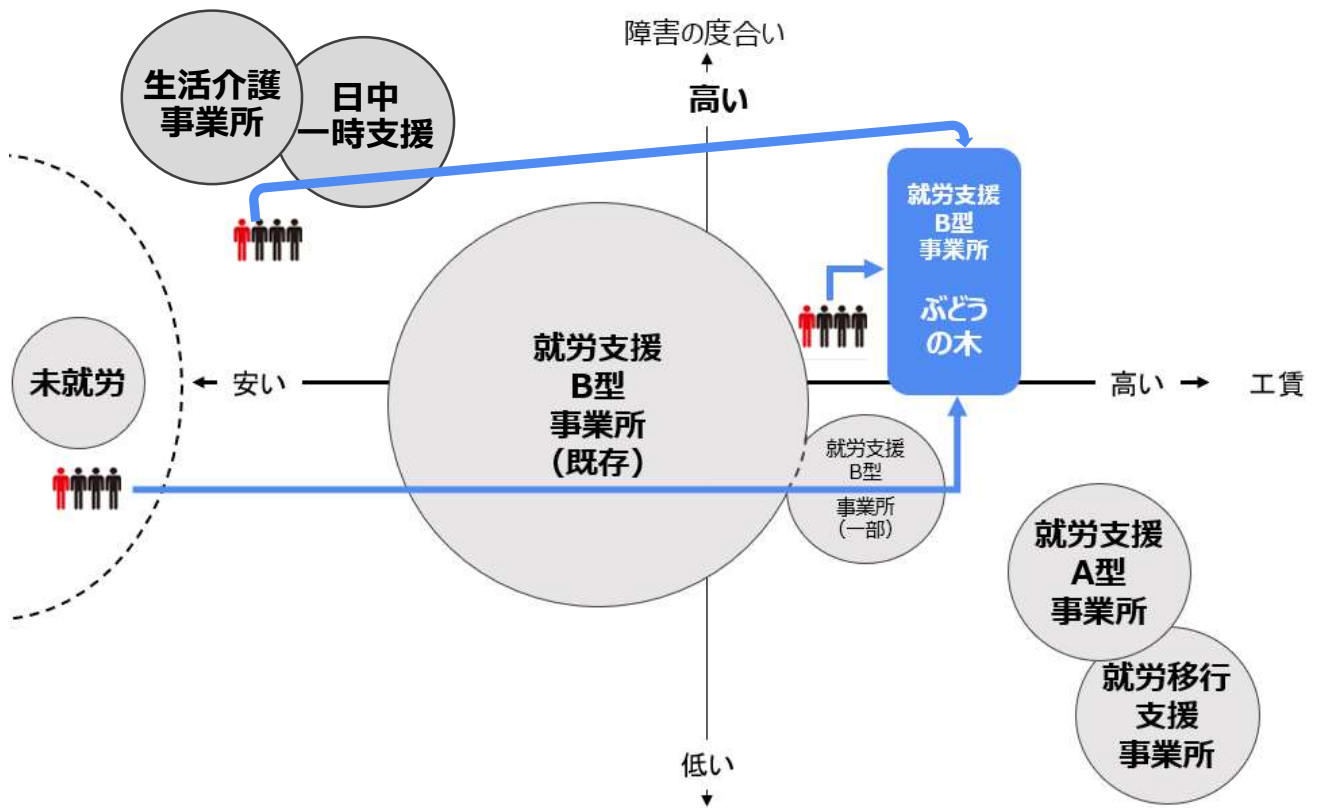 障害の度合い
高い
生活介護
事業所
日中
一時支援
就労支援
B型
事業所
ぶどう
の木
就労支援
B型
事業所
(既存)
未就労
安い
高い
工賃
就労支援
B型
事業所
(一部)
就労支援
A型
事業所
就労移行
支援
事業所
低い